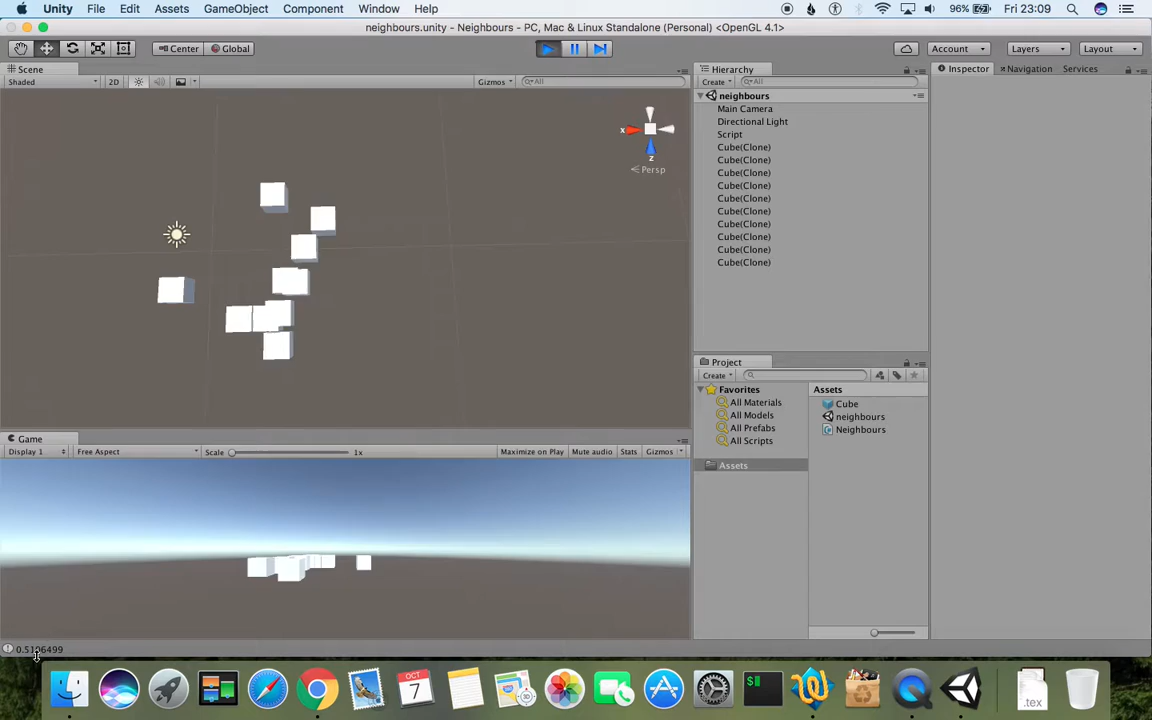 Unity File Edit Assets GameObject Component Window Help 96% Fri 23:09
neighbours.unity - Neighbours - PC, Mac & Linux Standalone (Personal) <OpenGL 4.1>
Center Global Account Layers Layout
Scene
Shaded 2D Gizmos All
x
z
Persp
Hierarchy
Create All
neighbours
Main Camera
Directional Light
Script
Cube(Clone)
Cube(Clone)
Cube(Clone)
Cube(Clone)
Cube(Clone)
Cube(Clone)
Cube(Clone)
Cube(Clone)
Cube(Clone)
Cube(Clone)
Inspector Navigation Services
Project
Create
Favorites
All Materials
All Models
All Prefabs
All Scripts
Assets
Assets
Cube
neighbours
Neighbours
Game
Display 1 Free Aspect Scale 1x Maximize on Play Mute audio Stats Gizmos
OCT
7
$
.tex